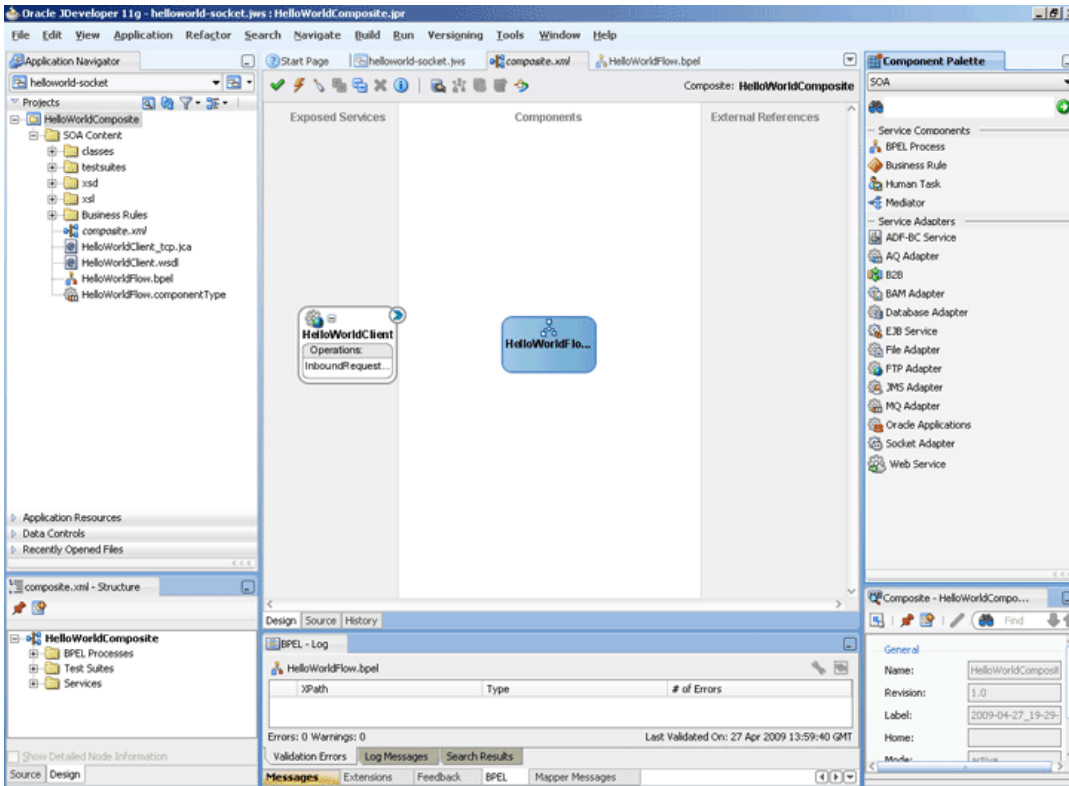 Oracle JDeveloper 11g - helloworld-socket.jws : HelloWorldComposite.jpr
File Edit View Application Refactor Search Navigate Build Run Versioning Tools Window Help
Application Navigator
helloworld-socket
Projects
HelloWorldComposite
SOA Content
classes
testsuites
xsd
xsl
Business Rules
composite.xml
HelloWorldClient_tcp.jca
HelloWorldClient.wsdl
HelloWorldFlow.bpel
HelloWorldFlow.componentType
Application Resources
Data Controls
Recently Opened Files
composite.xml - Structure
HelloWorldComposite
BPEL Processes
Test Suites
Services
Show Detailed Node Information
Source Design
Start Page helloworld-socket.jws composite.xml HelloWorldFlow.bpel
Composite: HelloWorldComposite
Exposed Services Components External References
HelloWorldClient
Operations:
InboundRequest...
HelloWorldFlo...
Design Source History
BPEL - Log
HelloWorldFlow.bpel
XPath Type # of Errors
Errors: 0 Warnings: 0 Last Validated On: 27 Apr 2009 13:59:40 GMT
Validation Errors Log Messages Search Results
Messages Extensions Feedback BPEL Mapper Messages
Component Palette
SOA
Service Components
BPEL Process
Business Rule
Human Task
Mediator
Service Adapters
ADF-BC Service
AQ Adapter
B2B
BAM Adapter
Database Adapter
EJB Service
File Adapter
FTP Adapter
JMS Adapter
MQ Adapter
Oracle Applications
Socket Adapter
Web Service
Composite - HelloWorldCompo...
Find
General
Name: HelloWorldComposit
Revision: 1.0
Label: 2009-04-27_19-29-
Home:
Mode: active